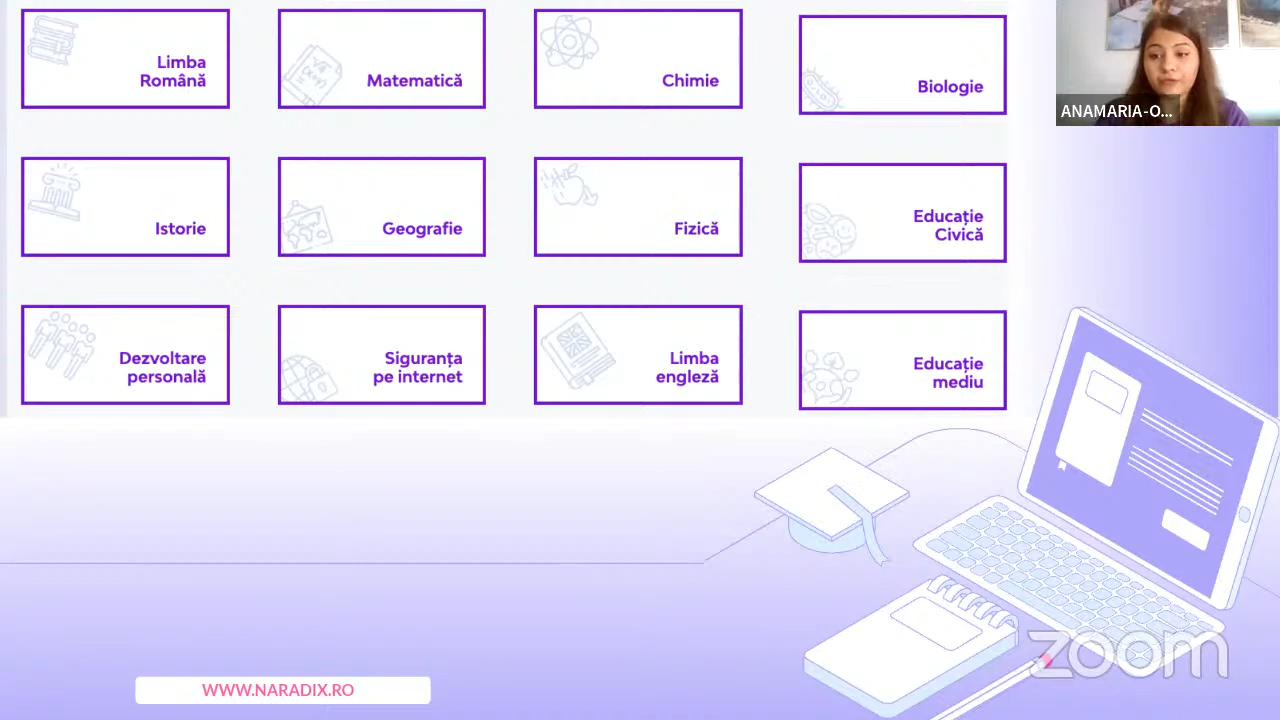 Limba
Română
Matematică
Chimie
Biologie
ANAMARIA-O...
Istorie
Geografie
Fizică
Educație
Civică
Dezvoltare
personală
Siguranța
pe internet
Limba
engleză
Educație
mediu
WWW.NARADIX.RO
zoom